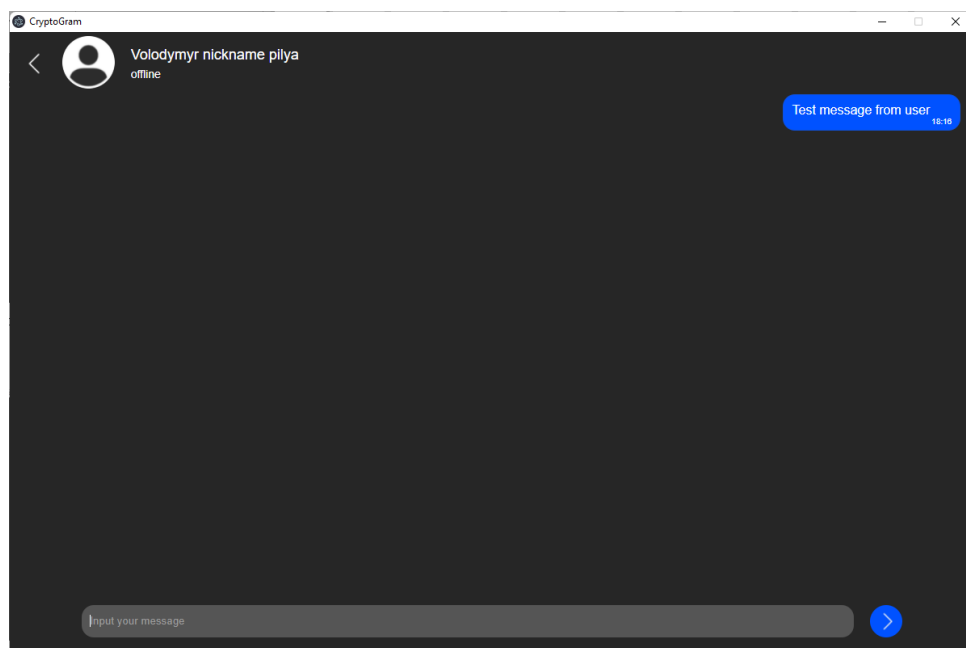 CryptoGram
Volodymyr nickname pilya
offline
Test message from user
18:16
Input your message